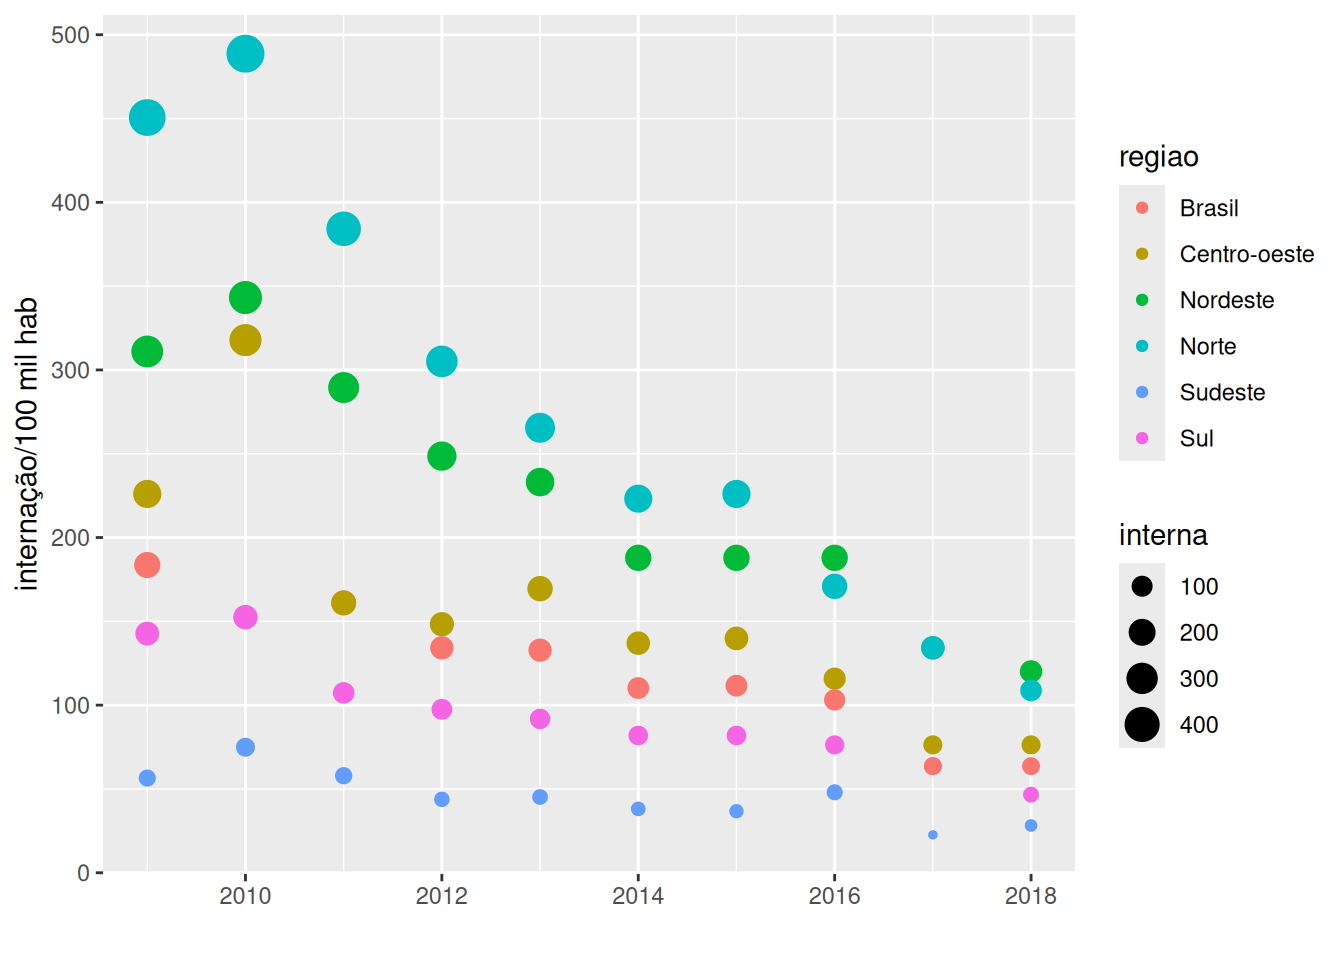 internação/100 mil hab
500
400
300
200
100
0
2010
2012
2014
2016
2018
regiao
Brasil
Centro-oeste
Nordeste
Norte
Sudeste
Sul
interna
100
200
300
400